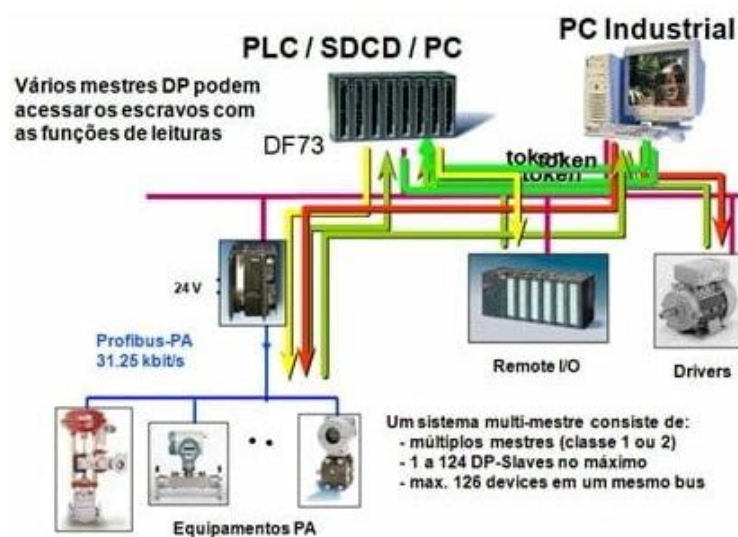 PLC / SDCD / PC
PC Industrial
Vários mestres DP podem
acessar os escravos com
as funções de leituras
DF73
token
token
token
24 V
Profibus-PA
31.25 kbit/s
Remote I/O
Drivers
Um sistema multi-mestre consiste de:
- múltiplos mestres (classe 1 ou 2)
- 1 a 124 DP-Slaves no máximo
- max. 126 devices em um mesmo bus
Equipamentos PA